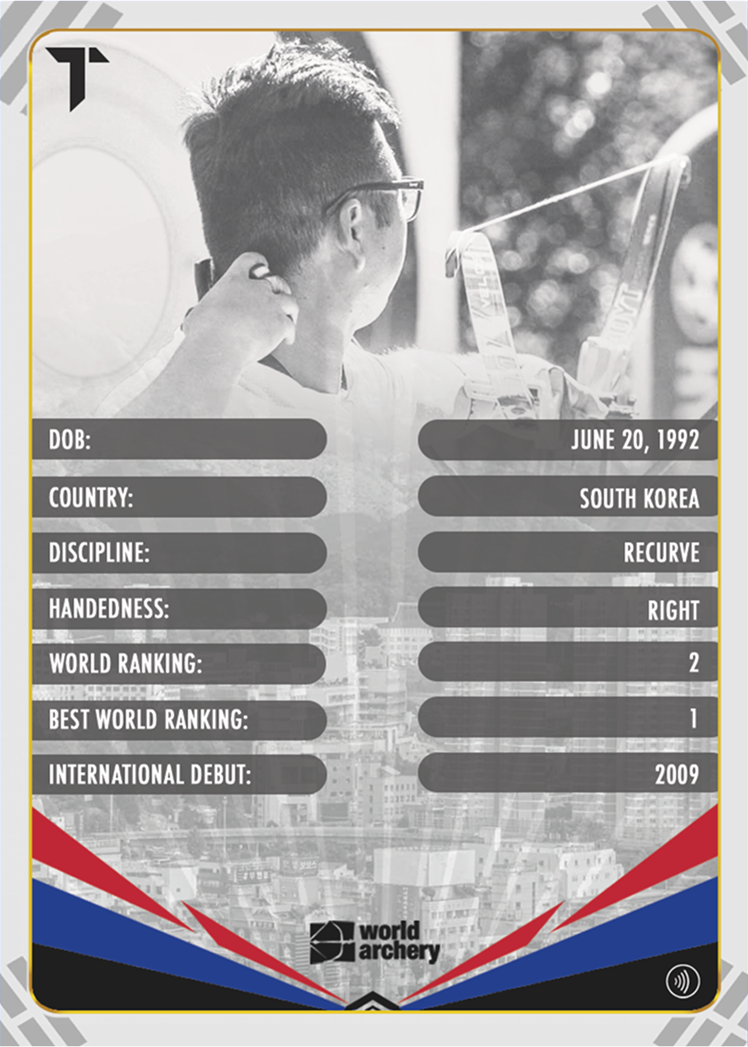 DOB: JUNE 20, 1992
COUNTRY: SOUTH KOREA
DISCIPLINE: RECURVE
HANDEDNESS: RIGHT
WORLD RANKING: 2
BEST WORLD RANKING: 1
INTERNATIONAL DEBUT: 2009
world
archery